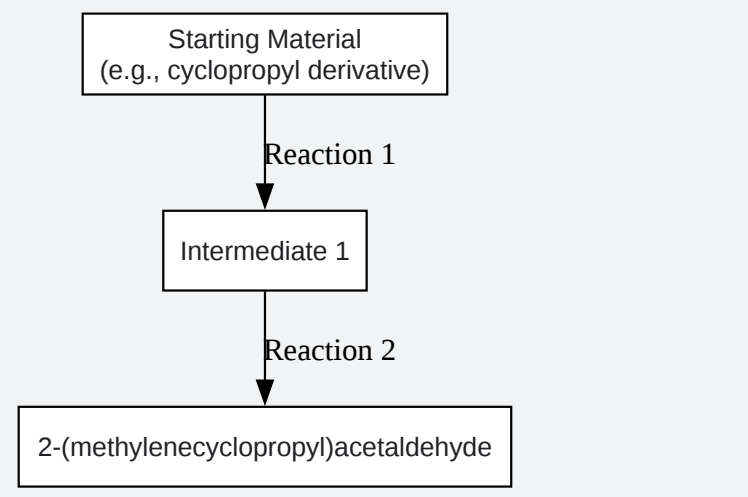 Starting Material
(e.g., cyclopropyl derivative)
Reaction 1
Intermediate 1
Reaction 2
2-(methylenecyclopropyl)acetaldehyde